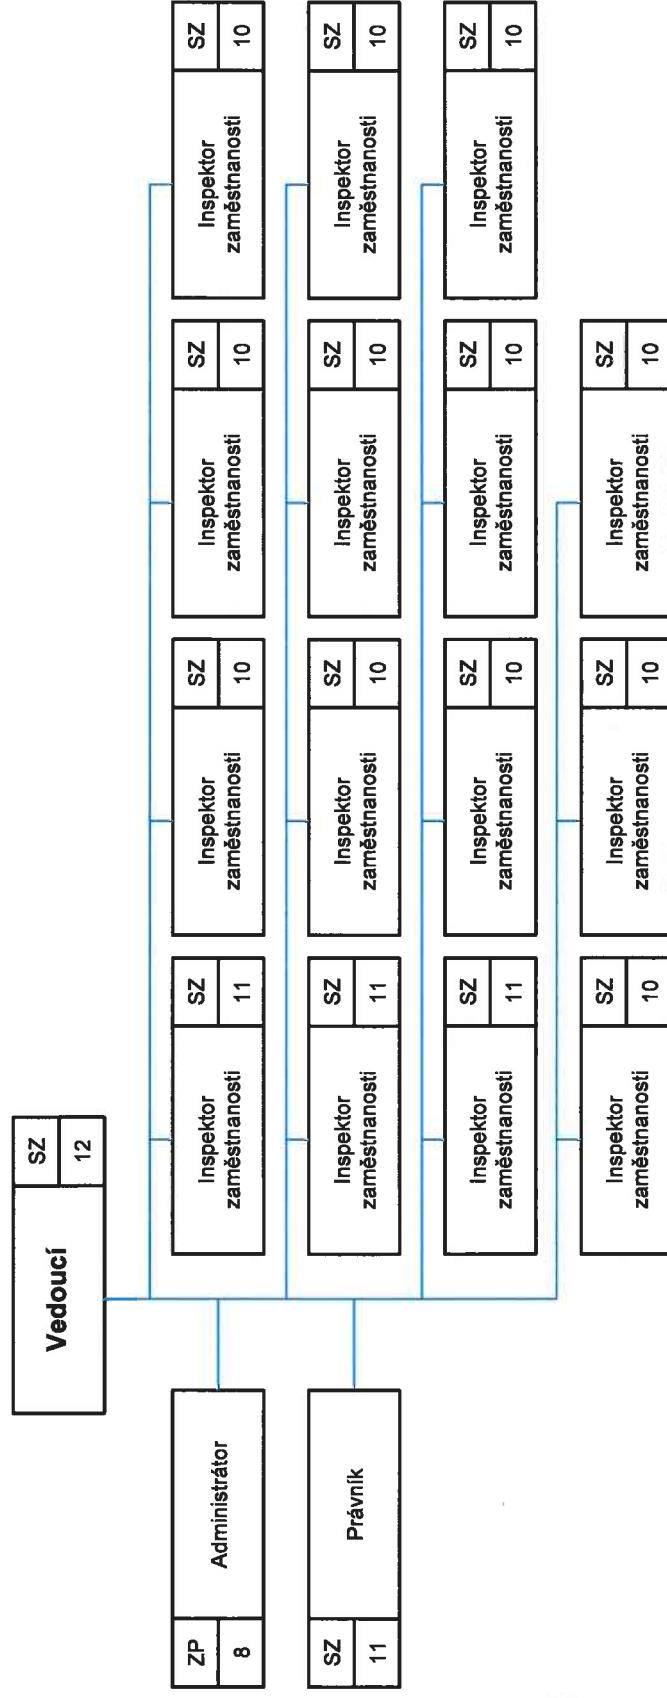 Vedoucí
SZ
12
ZP
8
Administrátor
Inspektor
zaměstnanosti
SZ
11
Inspektor
zaměstnanosti
SZ
10
Inspektor
zaměstnanosti
SZ
10
Inspektor
zaměstnanosti
SZ
10
SZ
11
Právník
Inspektor
zaměstnanosti
SZ
11
Inspektor
zaměstnanosti
SZ
10
Inspektor
zaměstnanosti
SZ
10
Inspektor
zaměstnanosti
SZ
10
Inspektor
zaměstnanosti
SZ
11
Inspektor
zaměstnanosti
SZ
10
Inspektor
zaměstnanosti
SZ
10
Inspektor
zaměstnanosti
SZ
10
Inspektor
zaměstnanosti
SZ
10
Inspektor
zaměstnanosti
SZ
10
Inspektor
zaměstnanosti
SZ
10